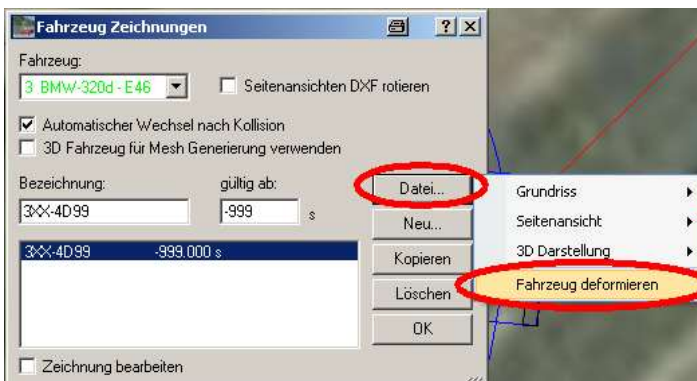 Fahrzeug Zeichnungen
Fahrzeug:
3 BMW-320d - E46
Seitenansichten DXF rotieren
Automatischer Wechsel nach Kollision
3D Fahrzeug für Mesh Generierung verwenden
Bezeichnung:
gültig ab:
3XX-4D99
-999
s
3XX-4D99 -999.000 s
Datei...
Neu...
Kopieren
Löschen
OK
Zeichnung bearbeiten
Grundriss
Seitenansicht
3D Darstellung
Fahrzeug deformieren